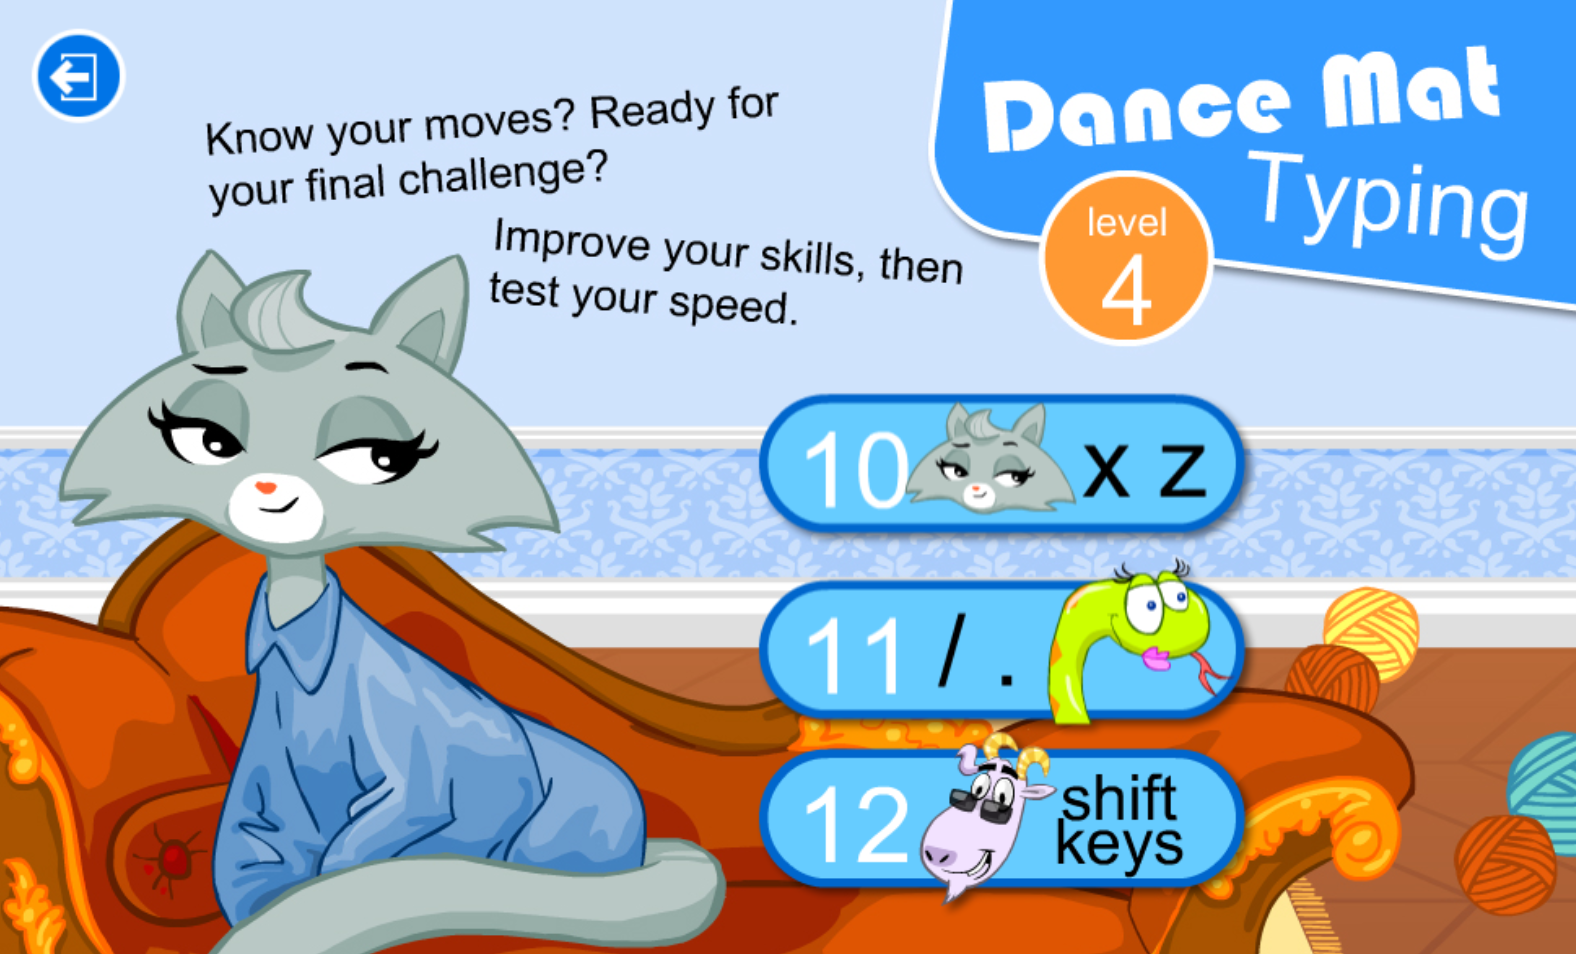 Know your moves? Ready for
your final challenge?
Improve your skills, then
test your speed.
Dance Mat
Typing
level
4
10 x z
11 / .
12 shift
keys